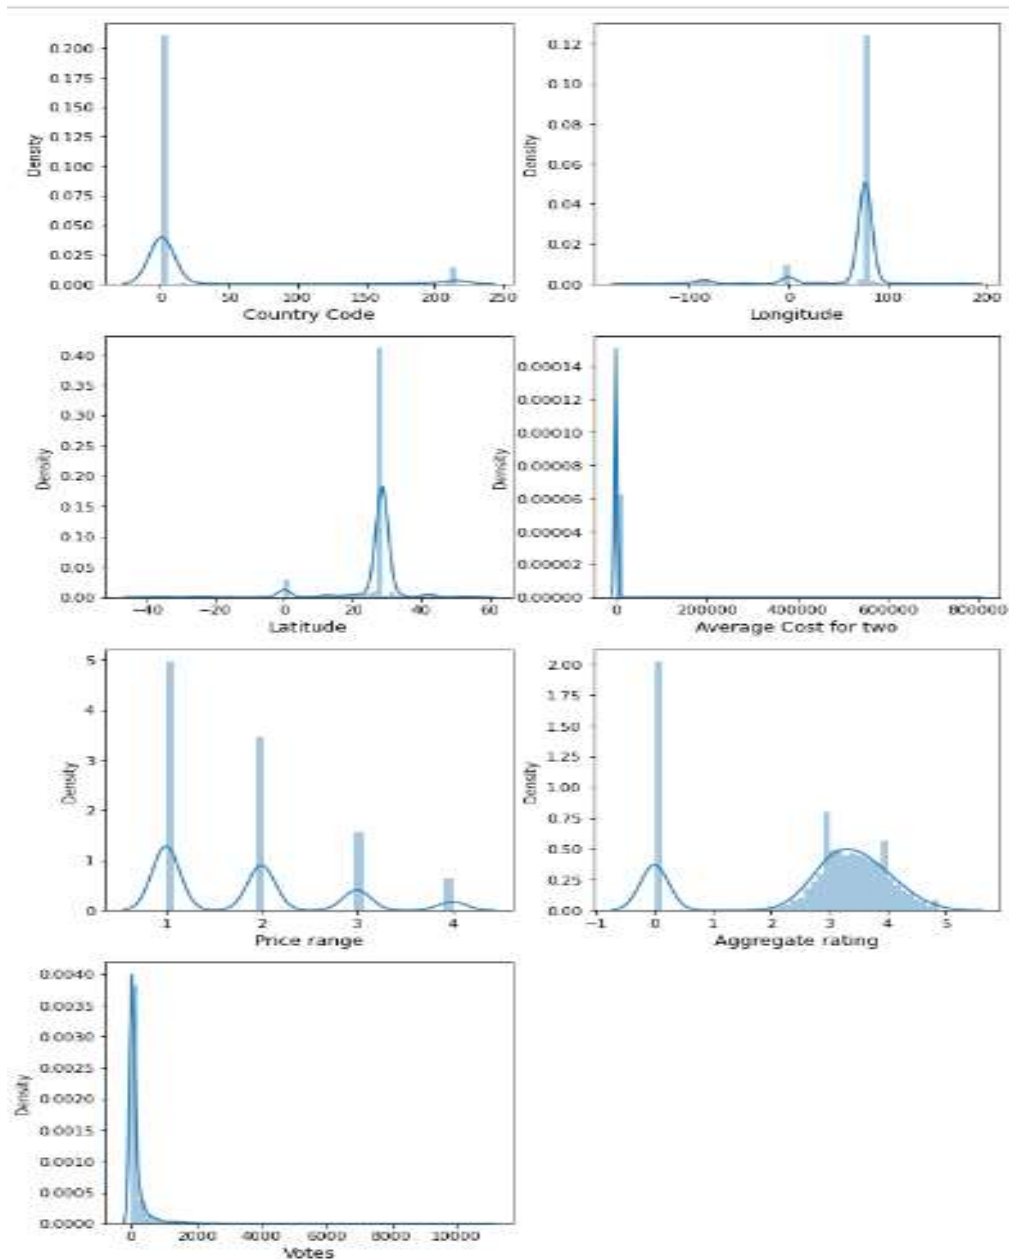 0.200
0.175
0.150
0.125
0.100
0.075
0.050
0.025
0.000
Density
0 50 100 150 200 250
Country Code
0.12
0.10
0.08
0.06
0.04
0.02
0.00
Density
−100 0 100 200
Longitude
0.40
0.35
0.30
0.25
0.20
0.15
0.10
0.05
0.00
Density
−40 −20 0 20 40 60
Latitude
0.00014
0.00012
0.00010
0.00008
0.00006
0.00004
0.00002
0.00000
Density
0 200000 400000 600000 800000
Average Cost for two
5
4
3
2
1
0
Density
1 2 3 4
Price range
2.00
1.75
1.50
1.25
1.00
0.75
0.50
0.25
0.00
Density
−1 0 1 2 3 4 5
Aggregate rating
0.0040
0.0035
0.0030
0.0025
0.0020
0.0015
0.0010
0.0005
0.0000
Density
0 2000 4000 6000 8000 10000
Votes